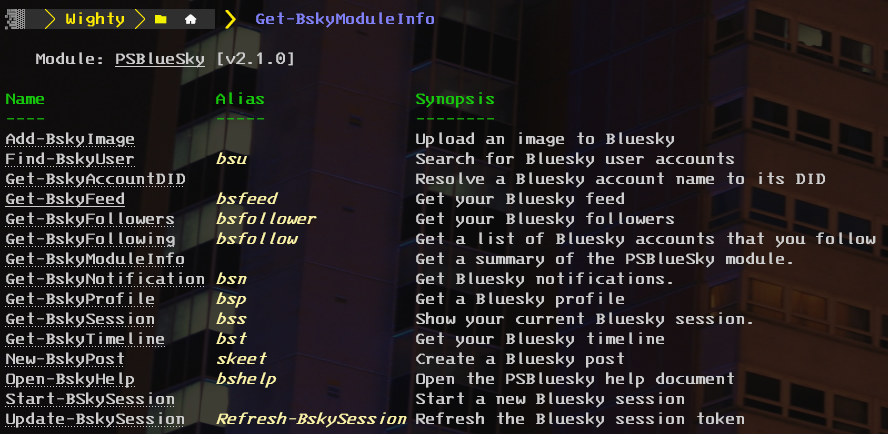 Wighty Get-BskyModuleInfo
Module: PSBlueSky [v2.1.0]
Name Alias Synopsis
---- ----- --------
Add-BskyImage Upload an image to Bluesky
Find-BskyUser bsu Search for Bluesky user accounts
Get-BskyAccountDID Resolve a Bluesky account name to its DID
Get-BskyFeed bsfeed Get your Bluesky feed
Get-BskyFollowers bsfollower Get your Bluesky followers
Get-BskyFollowing bsfollow Get a list of Bluesky accounts that you follow
Get-BskyModuleInfo Get a summary of the PSBlueSky module.
Get-BskyNotification bsn Get Bluesky notifications.
Get-BskyProfile bsp Get a Bluesky profile
Get-BskySession bss Show your current Bluesky session.
Get-BskyTimeline bst Get your Bluesky timeline
New-BskyPost skeet Create a Bluesky post
Open-BskyHelp bshelp Open the PSBluesky help document
Start-BSkySession Start a new Bluesky session
Update-BskySession Refresh-BskySession Refresh the Bluesky session token